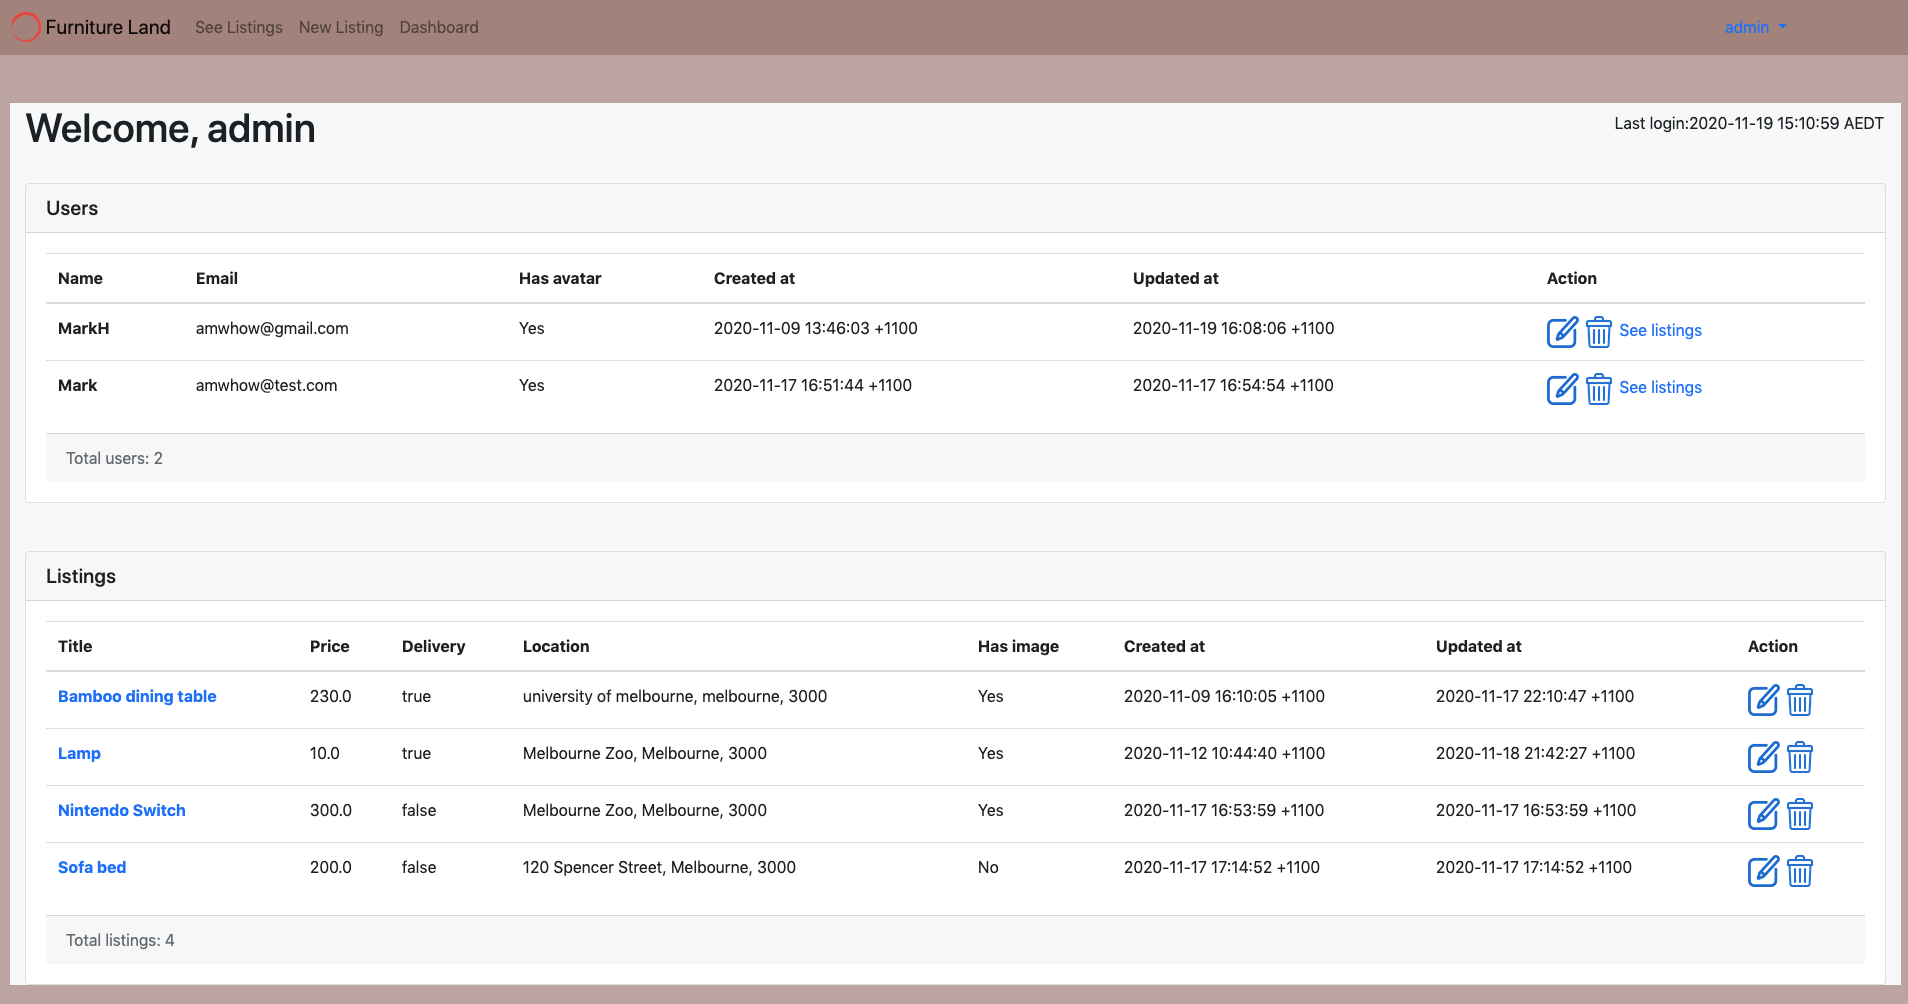 Furniture Land See Listings New Listing Dashboard admin
Welcome, admin
Last login:2020-11-19 15:10:59 AEDT
Users
Name Email Has avatar Created at Updated at Action
MarkH amwhow@gmail.com Yes 2020-11-09 13:46:03 +1100 2020-11-19 16:08:06 +1100 See listings
Mark amwhow@test.com Yes 2020-11-17 16:51:44 +1100 2020-11-17 16:54:54 +1100 See listings
Total users: 2
Listings
Title Price Delivery Location Has image Created at Updated at Action
Bamboo dining table 230.0 true university of melbourne, melbourne, 3000 Yes 2020-11-09 16:10:05 +1100 2020-11-17 22:10:47 +1100
Lamp 10.0 true Melbourne Zoo, Melbourne, 3000 Yes 2020-11-12 10:44:40 +1100 2020-11-18 21:42:27 +1100
Nintendo Switch 300.0 false Melbourne Zoo, Melbourne, 3000 Yes 2020-11-17 16:53:59 +1100 2020-11-17 16:53:59 +1100
Sofa bed 200.0 false 120 Spencer Street, Melbourne, 3000 No 2020-11-17 17:14:52 +1100 2020-11-17 17:14:52 +1100
Total listings: 4